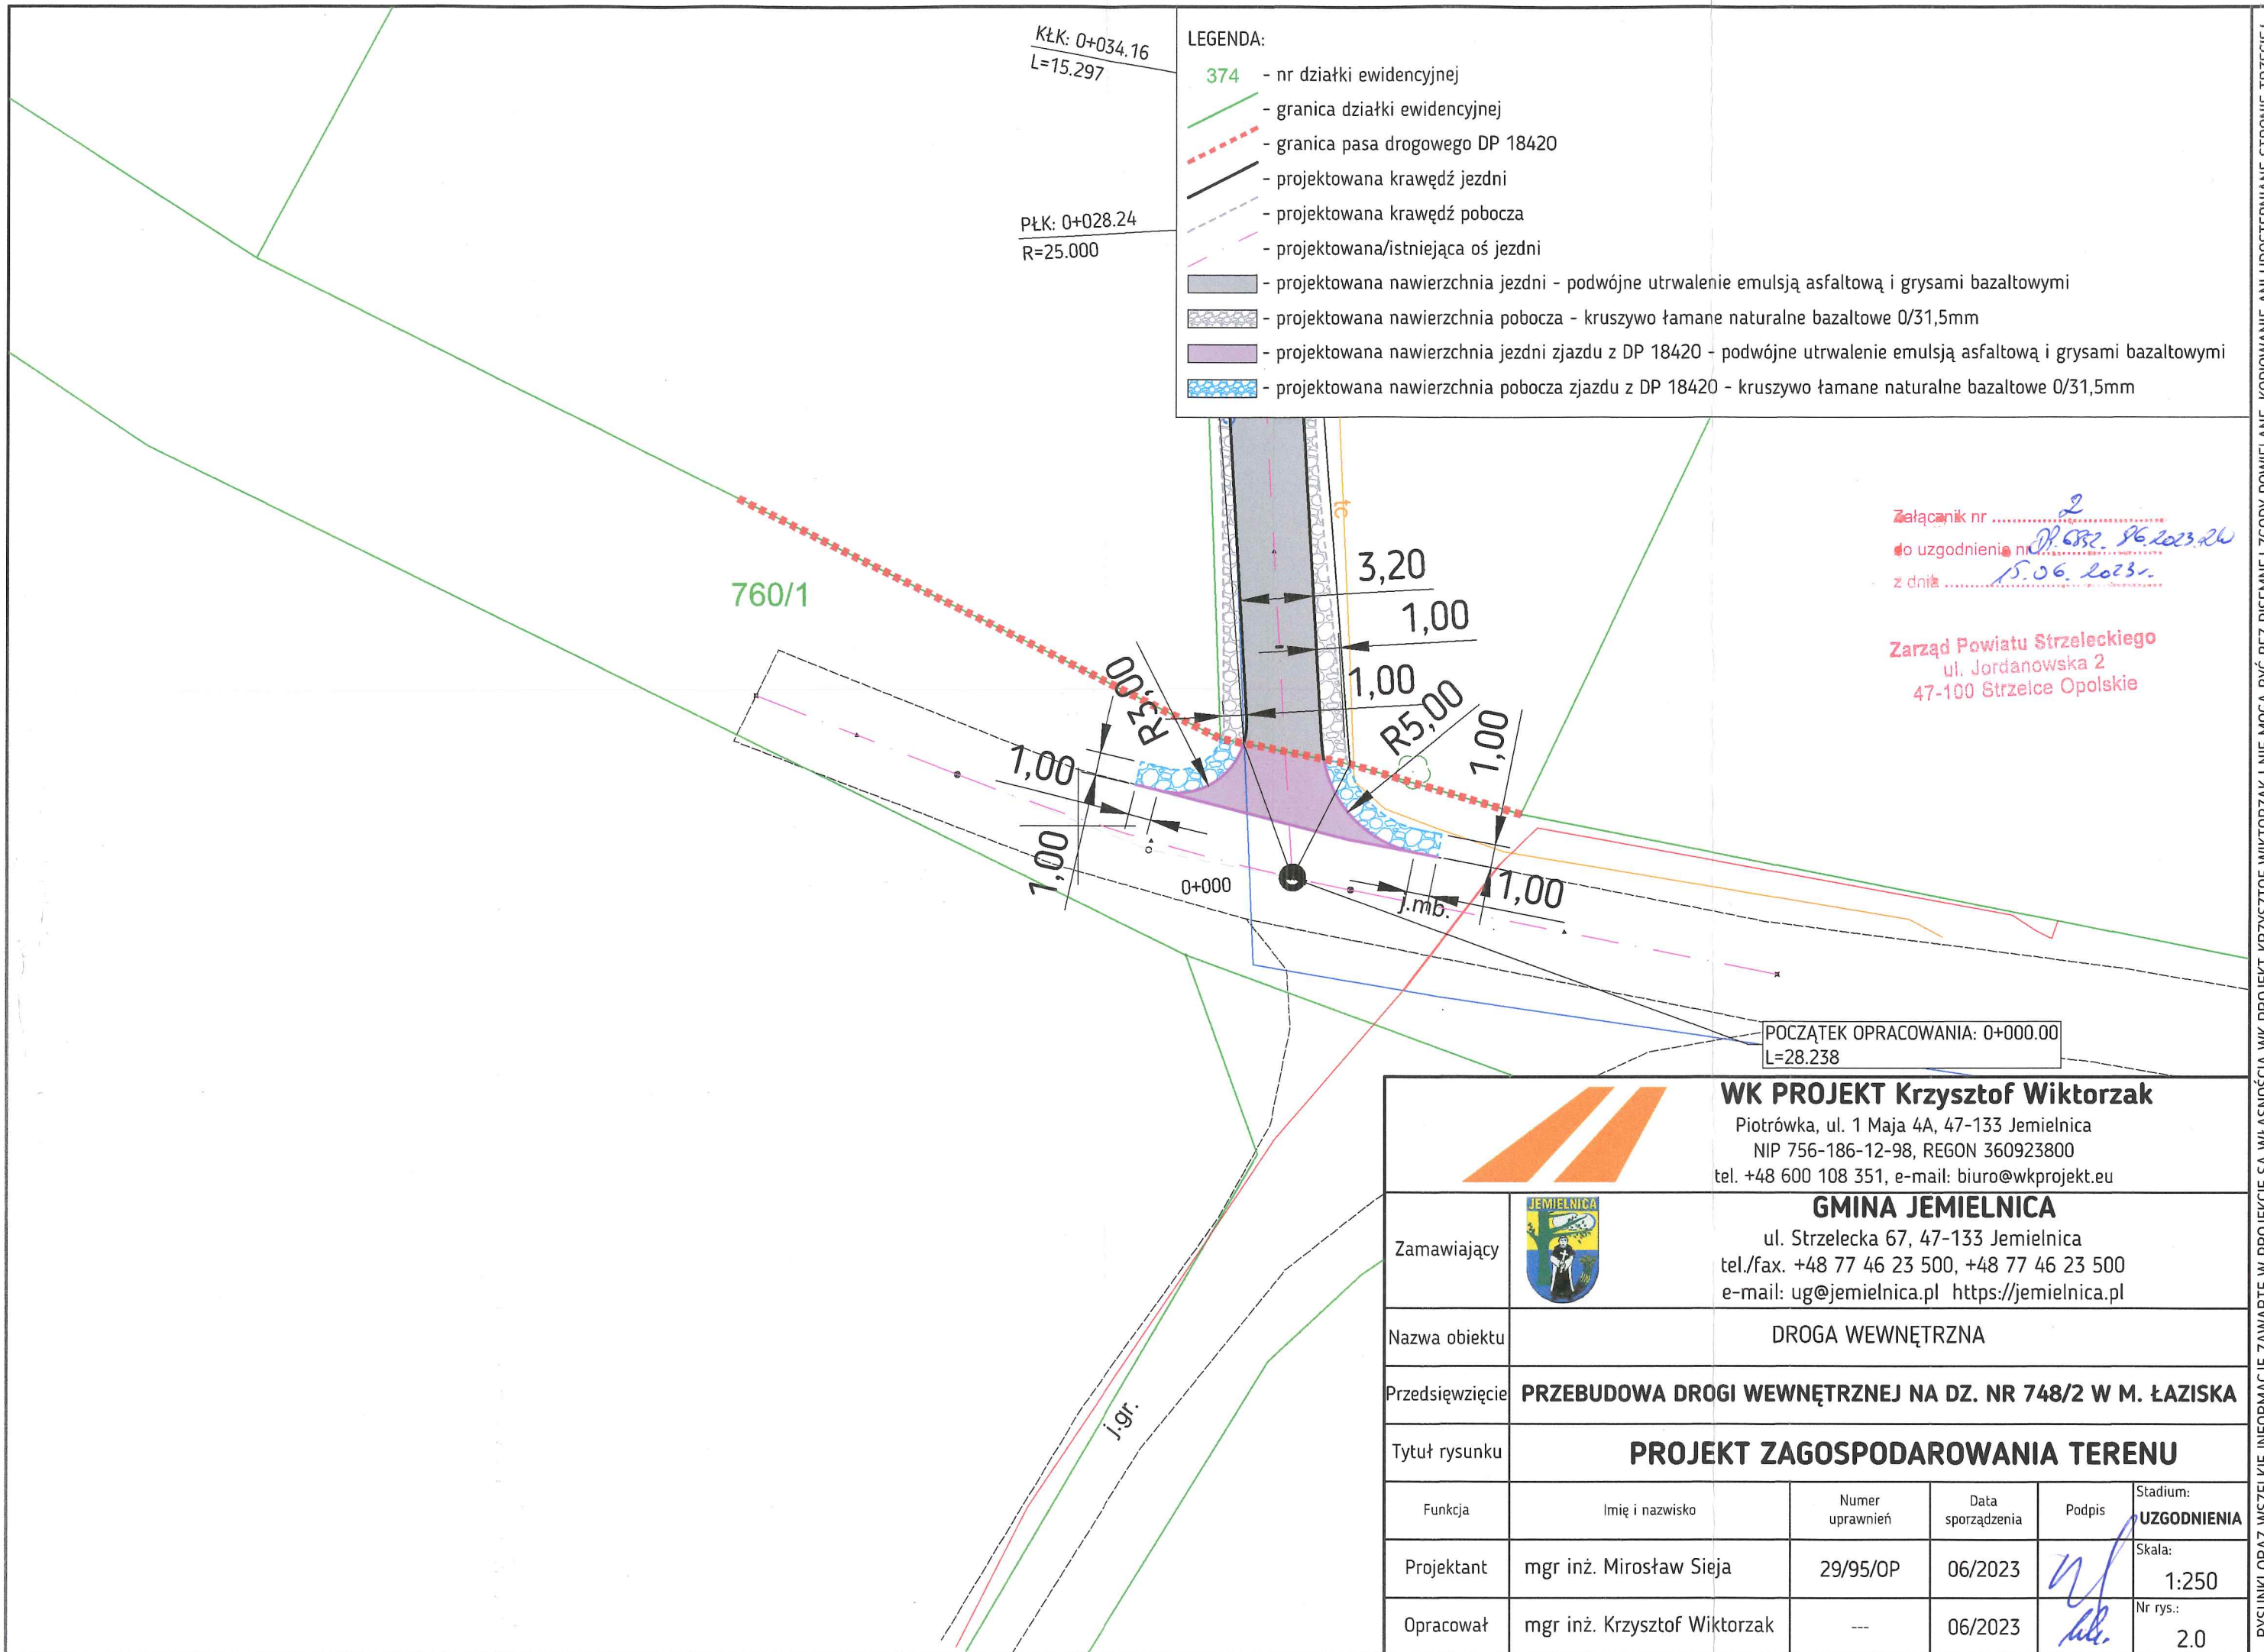 KŁK: 0+034.16
L=15.297
PŁK: 0+028.24
R=25.000
LEGENDA:
374 - nr działki ewidencyjnej
- granica działki ewidencyjnej
- granica pasa drogowego DP 18420
- projektowana krawędź jezdni
- projektowana krawędź pobocza
- projektowana/istniejąca oś jezdni
- projektowana nawierzchnia jezdni - podwójne utrwalenie emulsją asfaltową i grysami bazaltowymi
- projektowana nawierzchnia pobocza - kruszywo łamane naturalne bazaltowe 0/31,5mm
- projektowana nawierzchnia jezdni zjazdu z DP 18420 - podwójne utrwalenie emulsją asfaltową i grysami bazaltowymi
- projektowana nawierzchnia pobocza zjazdu z DP 18420 - kruszywo łamane naturalne bazaltowe 0/31,5mm
tc
Załącznik nr 2
do uzgodnienia nr
z dnia 15.06.2023r.
Zarząd Powiatu Strzeleckiego
ul. Jordanowska 2
47-100 Strzelce Opolskie
760/1
3,20
1,00
1,00
R3,00
R5,00
1,00
1,00
1,00
1,00
0+000
j.mb.
j.gr.
POCZĄTEK OPRACOWANIA: 0+000.00
L=28.238
WK PROJEKT Krzysztof Wiktorzak
Piotrówka, ul. 1 Maja 4A, 47-133 Jemielnica
NIP 756-186-12-98, REGON 360923800
tel. +48 600 108 351, e-mail: biuro@wkprojekt.eu
Zamawiający
JEMIELNICA
GMINA JEMIELNICA
ul. Strzelecka 67, 47-133 Jemielnica
tel./fax. +48 77 46 23 500, +48 77 46 23 500
e-mail: ug@jemielnica.pl https://jemielnica.pl
Nazwa obiektu
DROGA WEWNĘTRZNA
Przedsięwzięcie
PRZEBUDOWA DROGI WEWNĘTRZNEJ NA DZ. NR 748/2 W M. ŁAZISKA
Tytuł rysunku
PROJEKT ZAGOSPODAROWANIA TERENU
Funkcja
Imię i nazwisko
Numer uprawnień
Data sporządzenia
Podpis
Stadium:
UZGODNIENIA
Projektant
mgr inż. Mirosław Sieja
29/95/OP
06/2023
Skala:
1:250
Opracował
mgr inż. Krzysztof Wiktorzak
---
06/2023
Nr rys.:
2.0